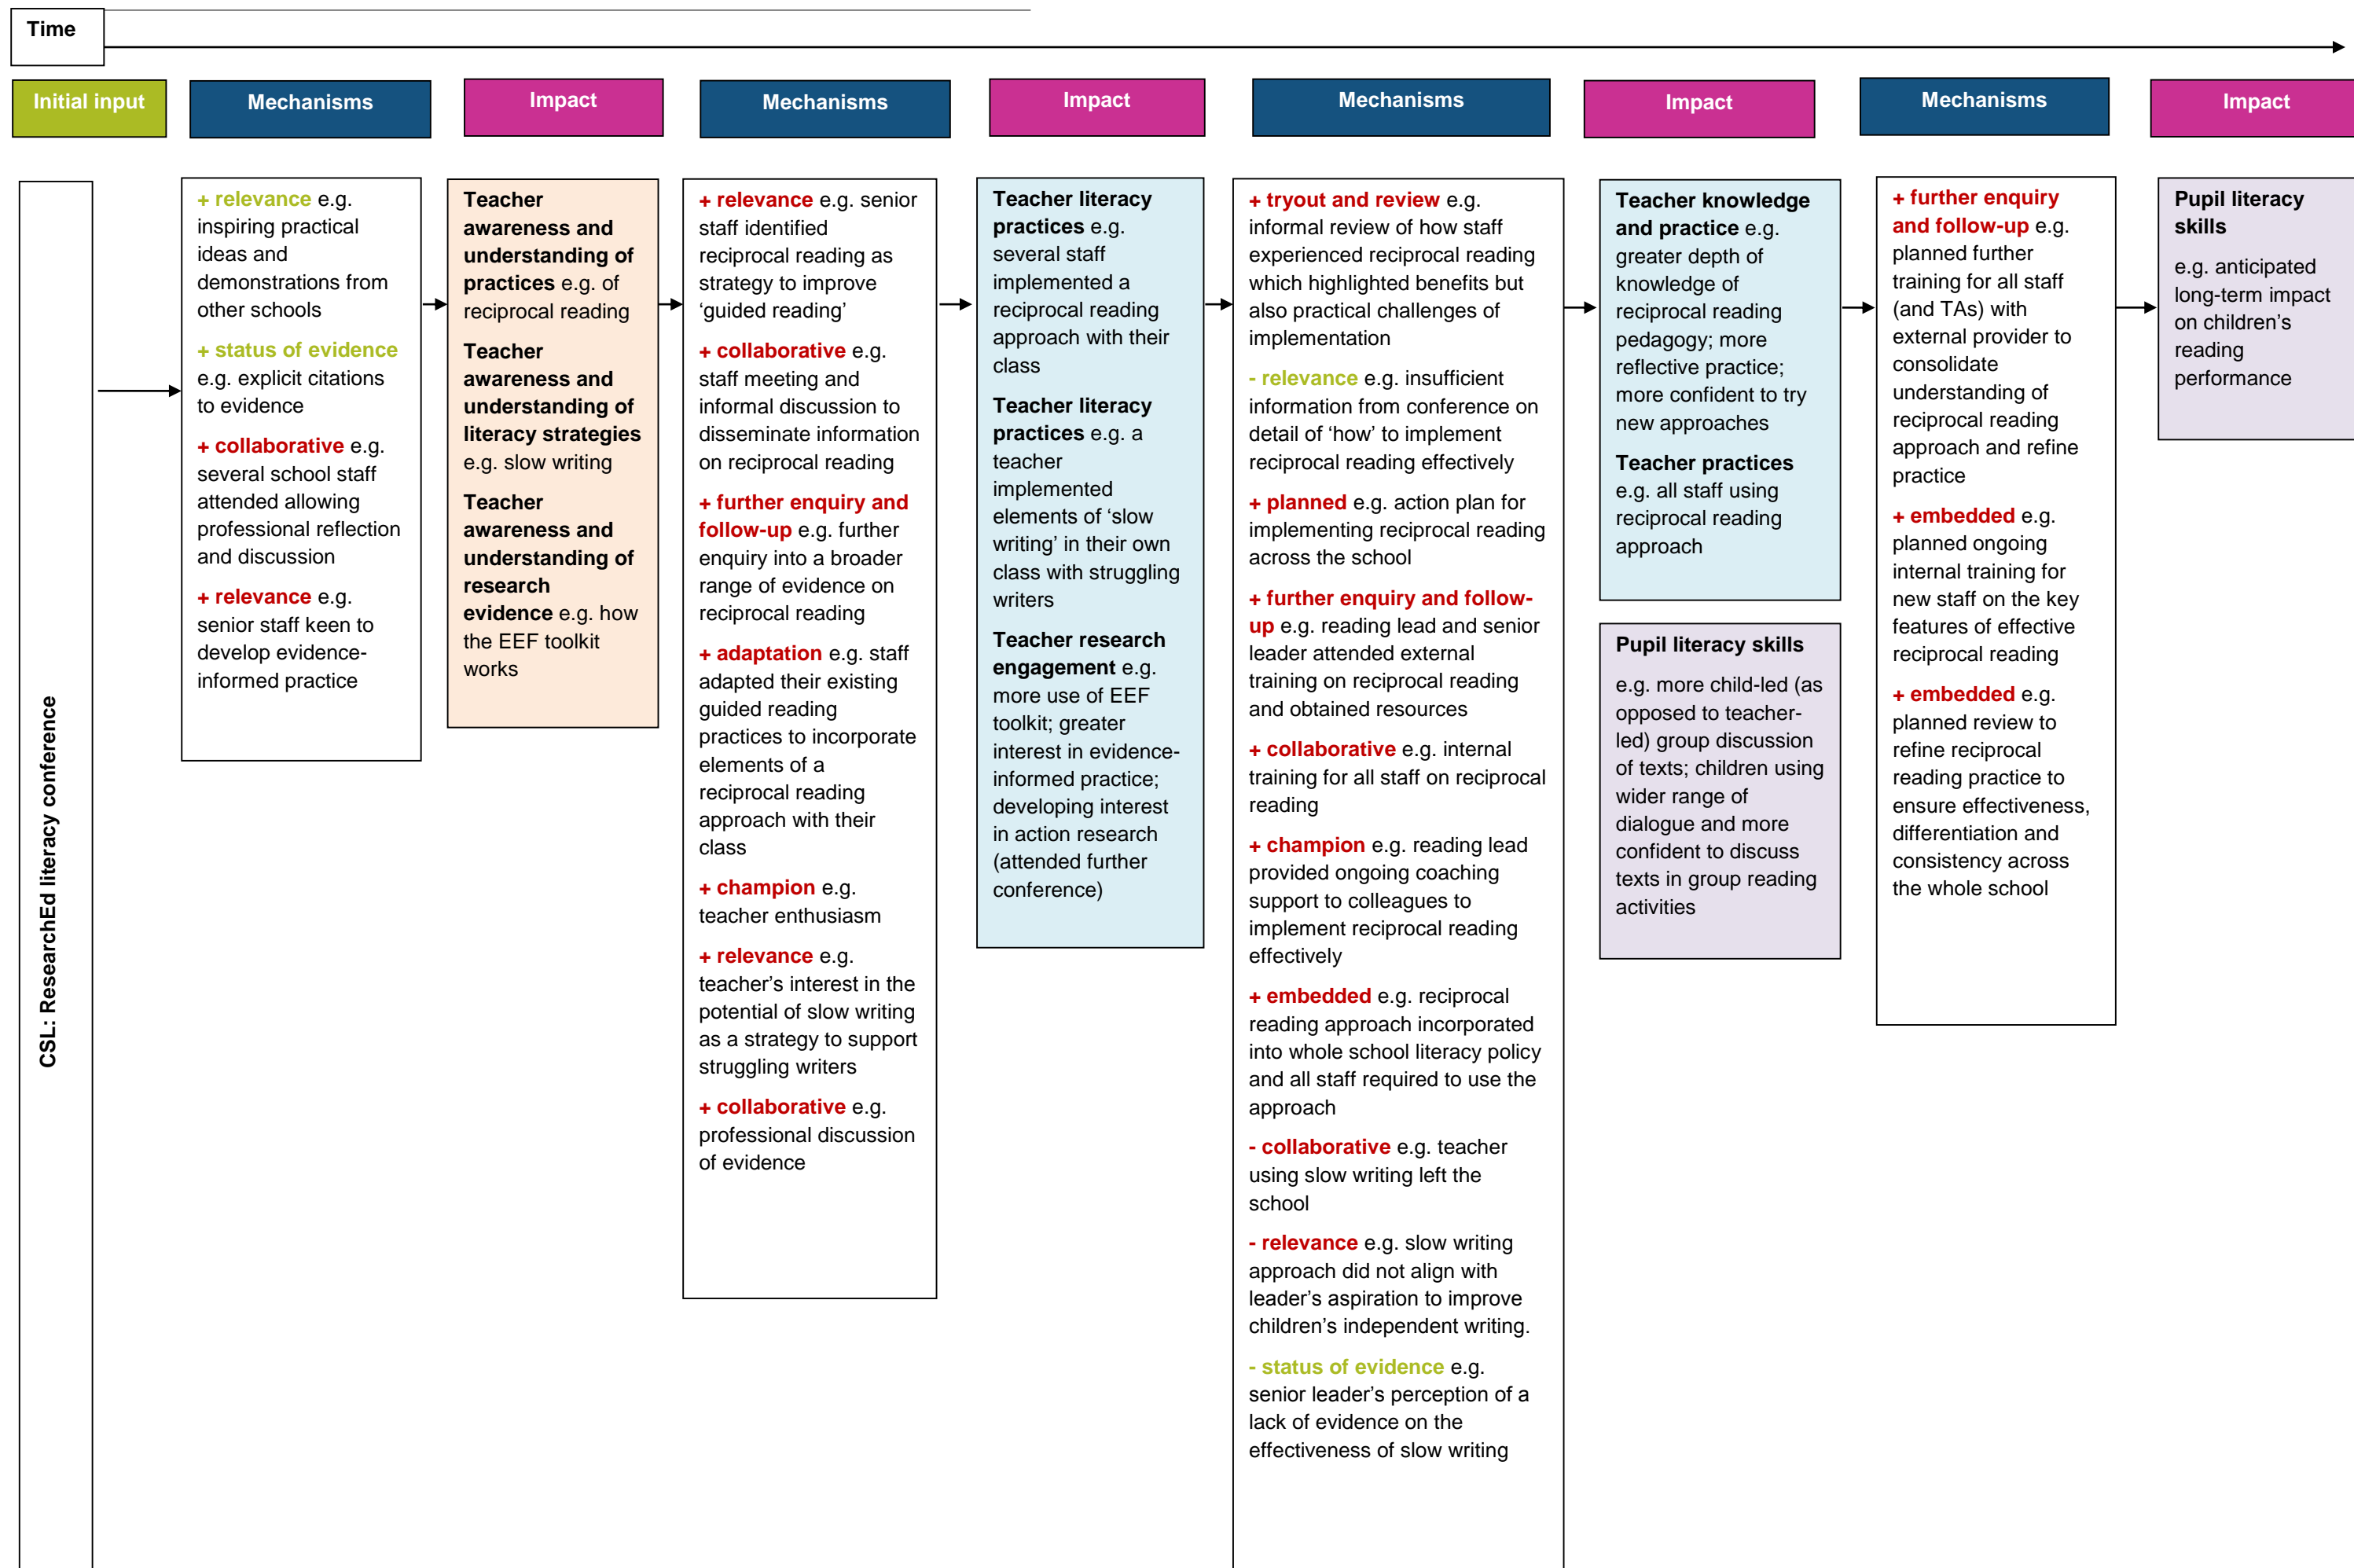 Time
Initial input
Mechanisms
Impact
Mechanisms
Impact
Mechanisms
Impact
Mechanisms
Impact
CSL: ResearchEd literacy conference
+ relevance e.g.
inspiring practical
ideas and
demonstrations from
other schools
+ status of evidence
e.g. explicit citations
to evidence
+ collaborative e.g.
several school staff
attended allowing
professional reflection
and discussion
+ relevance e.g.
senior staff keen to
develop evidence-
informed practice
Teacher
awareness and
understanding of
practices e.g. of
reciprocal reading
Teacher
awareness and
understanding of
literacy strategies
e.g. slow writing
Teacher
awareness and
understanding of
research
evidence e.g. how
the EEF toolkit
works
+ relevance e.g. senior
staff identified
reciprocal reading as
strategy to improve
‘guided reading’
+ collaborative e.g.
staff meeting and
informal discussion to
disseminate information
on reciprocal reading
+ further enquiry and
follow-up e.g. further
enquiry into a broader
range of evidence on
reciprocal reading
+ adaptation e.g. staff
adapted their existing
guided reading
practices to incorporate
elements of a
reciprocal reading
approach with their
class
+ champion e.g.
teacher enthusiasm
+ relevance e.g.
teacher’s interest in the
potential of slow writing
as a strategy to support
struggling writers
+ collaborative e.g.
professional discussion
of evidence
Teacher literacy
practices e.g.
several staff
implemented a
reciprocal reading
approach with their
class
Teacher literacy
practices e.g. a
teacher
implemented
elements of ‘slow
writing’ in their own
class with struggling
writers
Teacher research
engagement e.g.
more use of EEF
toolkit; greater
interest in evidence-
informed practice;
developing interest
in action research
(attended further
conference)
+ tryout and review e.g.
informal review of how staff
experienced reciprocal reading
which highlighted benefits but
also practical challenges of
implementation
- relevance e.g. insufficient
information from conference on
detail of ‘how’ to implement
reciprocal reading effectively
+ planned e.g. action plan for
implementing reciprocal reading
across the school
+ further enquiry and follow-
up e.g. reading lead and senior
leader attended external
training on reciprocal reading
and obtained resources
+ collaborative e.g. internal
training for all staff on reciprocal
reading
+ champion e.g. reading lead
provided ongoing coaching
support to colleagues to
implement reciprocal reading
effectively
+ embedded e.g. reciprocal
reading approach incorporated
into whole school literacy policy
and all staff required to use the
approach
- collaborative e.g. teacher
using slow writing left the
school
- relevance e.g. slow writing
approach did not align with
leader’s aspiration to improve
children’s independent writing.
- status of evidence e.g.
senior leader’s perception of a
lack of evidence on the
effectiveness of slow writing
Teacher knowledge
and practice e.g.
greater depth of
knowledge of
reciprocal reading
pedagogy; more
reflective practice;
more confident to try
new approaches
Teacher practices
e.g. all staff using
reciprocal reading
approach
Pupil literacy skills
e.g. more child-led (as
opposed to teacher-
led) group discussion
of texts; children using
wider range of
dialogue and more
confident to discuss
texts in group reading
activities
+ further enquiry
and follow-up e.g.
planned further
training for all staff
(and TAs) with
external provider to
consolidate
understanding of
reciprocal reading
approach and refine
practice
+ embedded e.g.
planned ongoing
internal training for
new staff on the key
features of effective
reciprocal reading
+ embedded e.g.
planned review to
refine reciprocal
reading practice to
ensure effectiveness,
differentiation and
consistency across
the whole school
Pupil literacy
skills
e.g. anticipated
long-term impact
on children’s
reading
performance